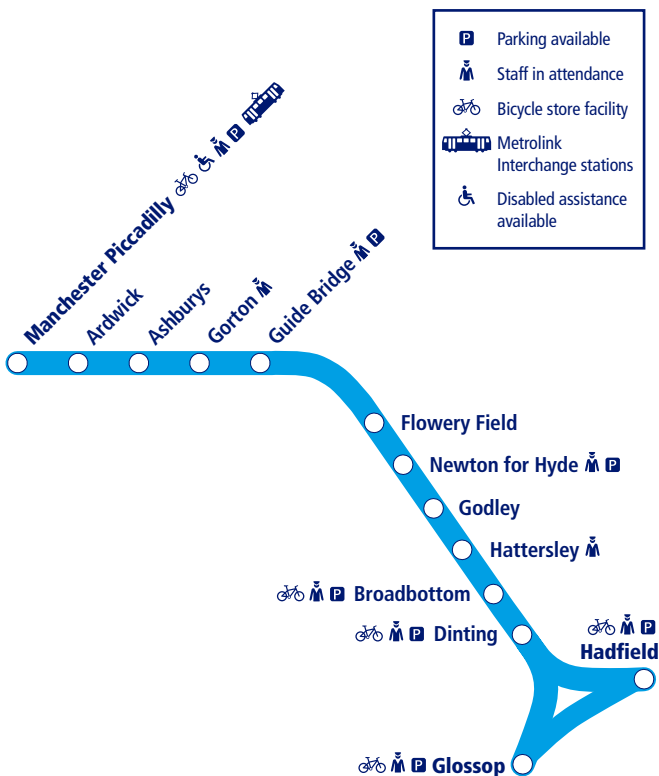 P Parking available
Staff in attendance
Bicycle store facility
Metrolink
Interchange stations
Disabled assistance
available
Manchester Piccadilly P
Ardwick
Ashburys
Gorton
Guide Bridge P
Flowery Field
Newton for Hyde P
Godley
Hattersley
P Broadbottom
P Dinting
P
Hadfield
P Glossop